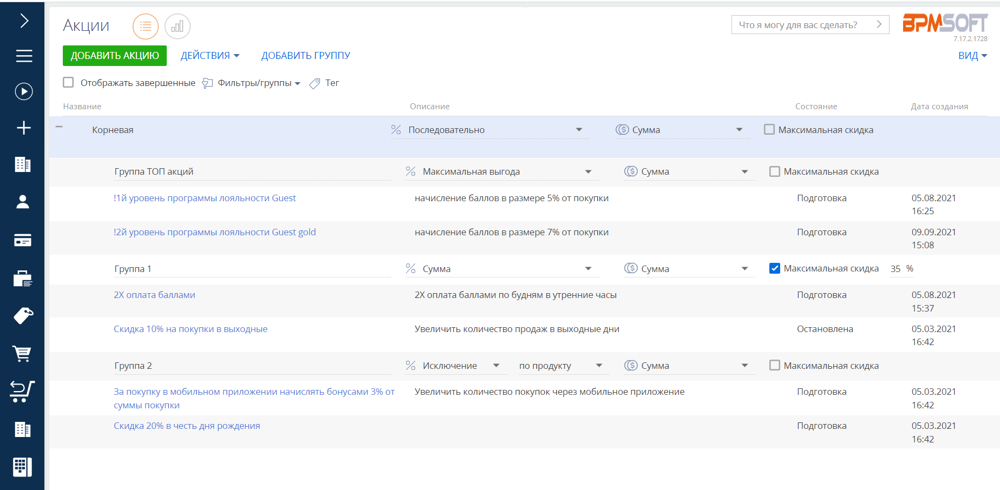 Акции
Что я могу для вас сделать?
BPMSOFT
7.17.2.1728
ДОБАВИТЬ АКЦИЮ ДЕЙСТВИЯ ДОБАВИТЬ ГРУППУ ВИД
Отображать завершенные Фильтры/группы Тег
Название Описание Состояние Дата создания
Корневая % Последовательно Сумма Максимальная скидка
Группа ТОП акций % Максимальная выгода Сумма Максимальная скидка
!1й уровень программы лояльности Guest начисление баллов в размере 5% от покупки Подготовка 05.08.2021
16:25
!2й уровень программы лояльности Guest gold начисление баллов в размере 7% от покупки Подготовка 09.09.2021
15:08
Группа 1 % Сумма Сумма Максимальная скидка 35 %
2X оплата баллами 2X оплата баллами по будням в утренние часы Подготовка 05.08.2021
15:37
Скидка 10% на покупки в выходные Увеличить количество продаж в выходные дни Остановлена 05.03.2021
16:42
Группа 2 % Исключение по продукту Сумма Максимальная скидка
За покупку в мобильном приложении начислять бонусами 3% от Увеличить количество покупок через мобильное приложение Подготовка 05.03.2021
суммы покупки 16:42
Скидка 20% в честь дня рождения Подготовка 05.03.2021
16:42